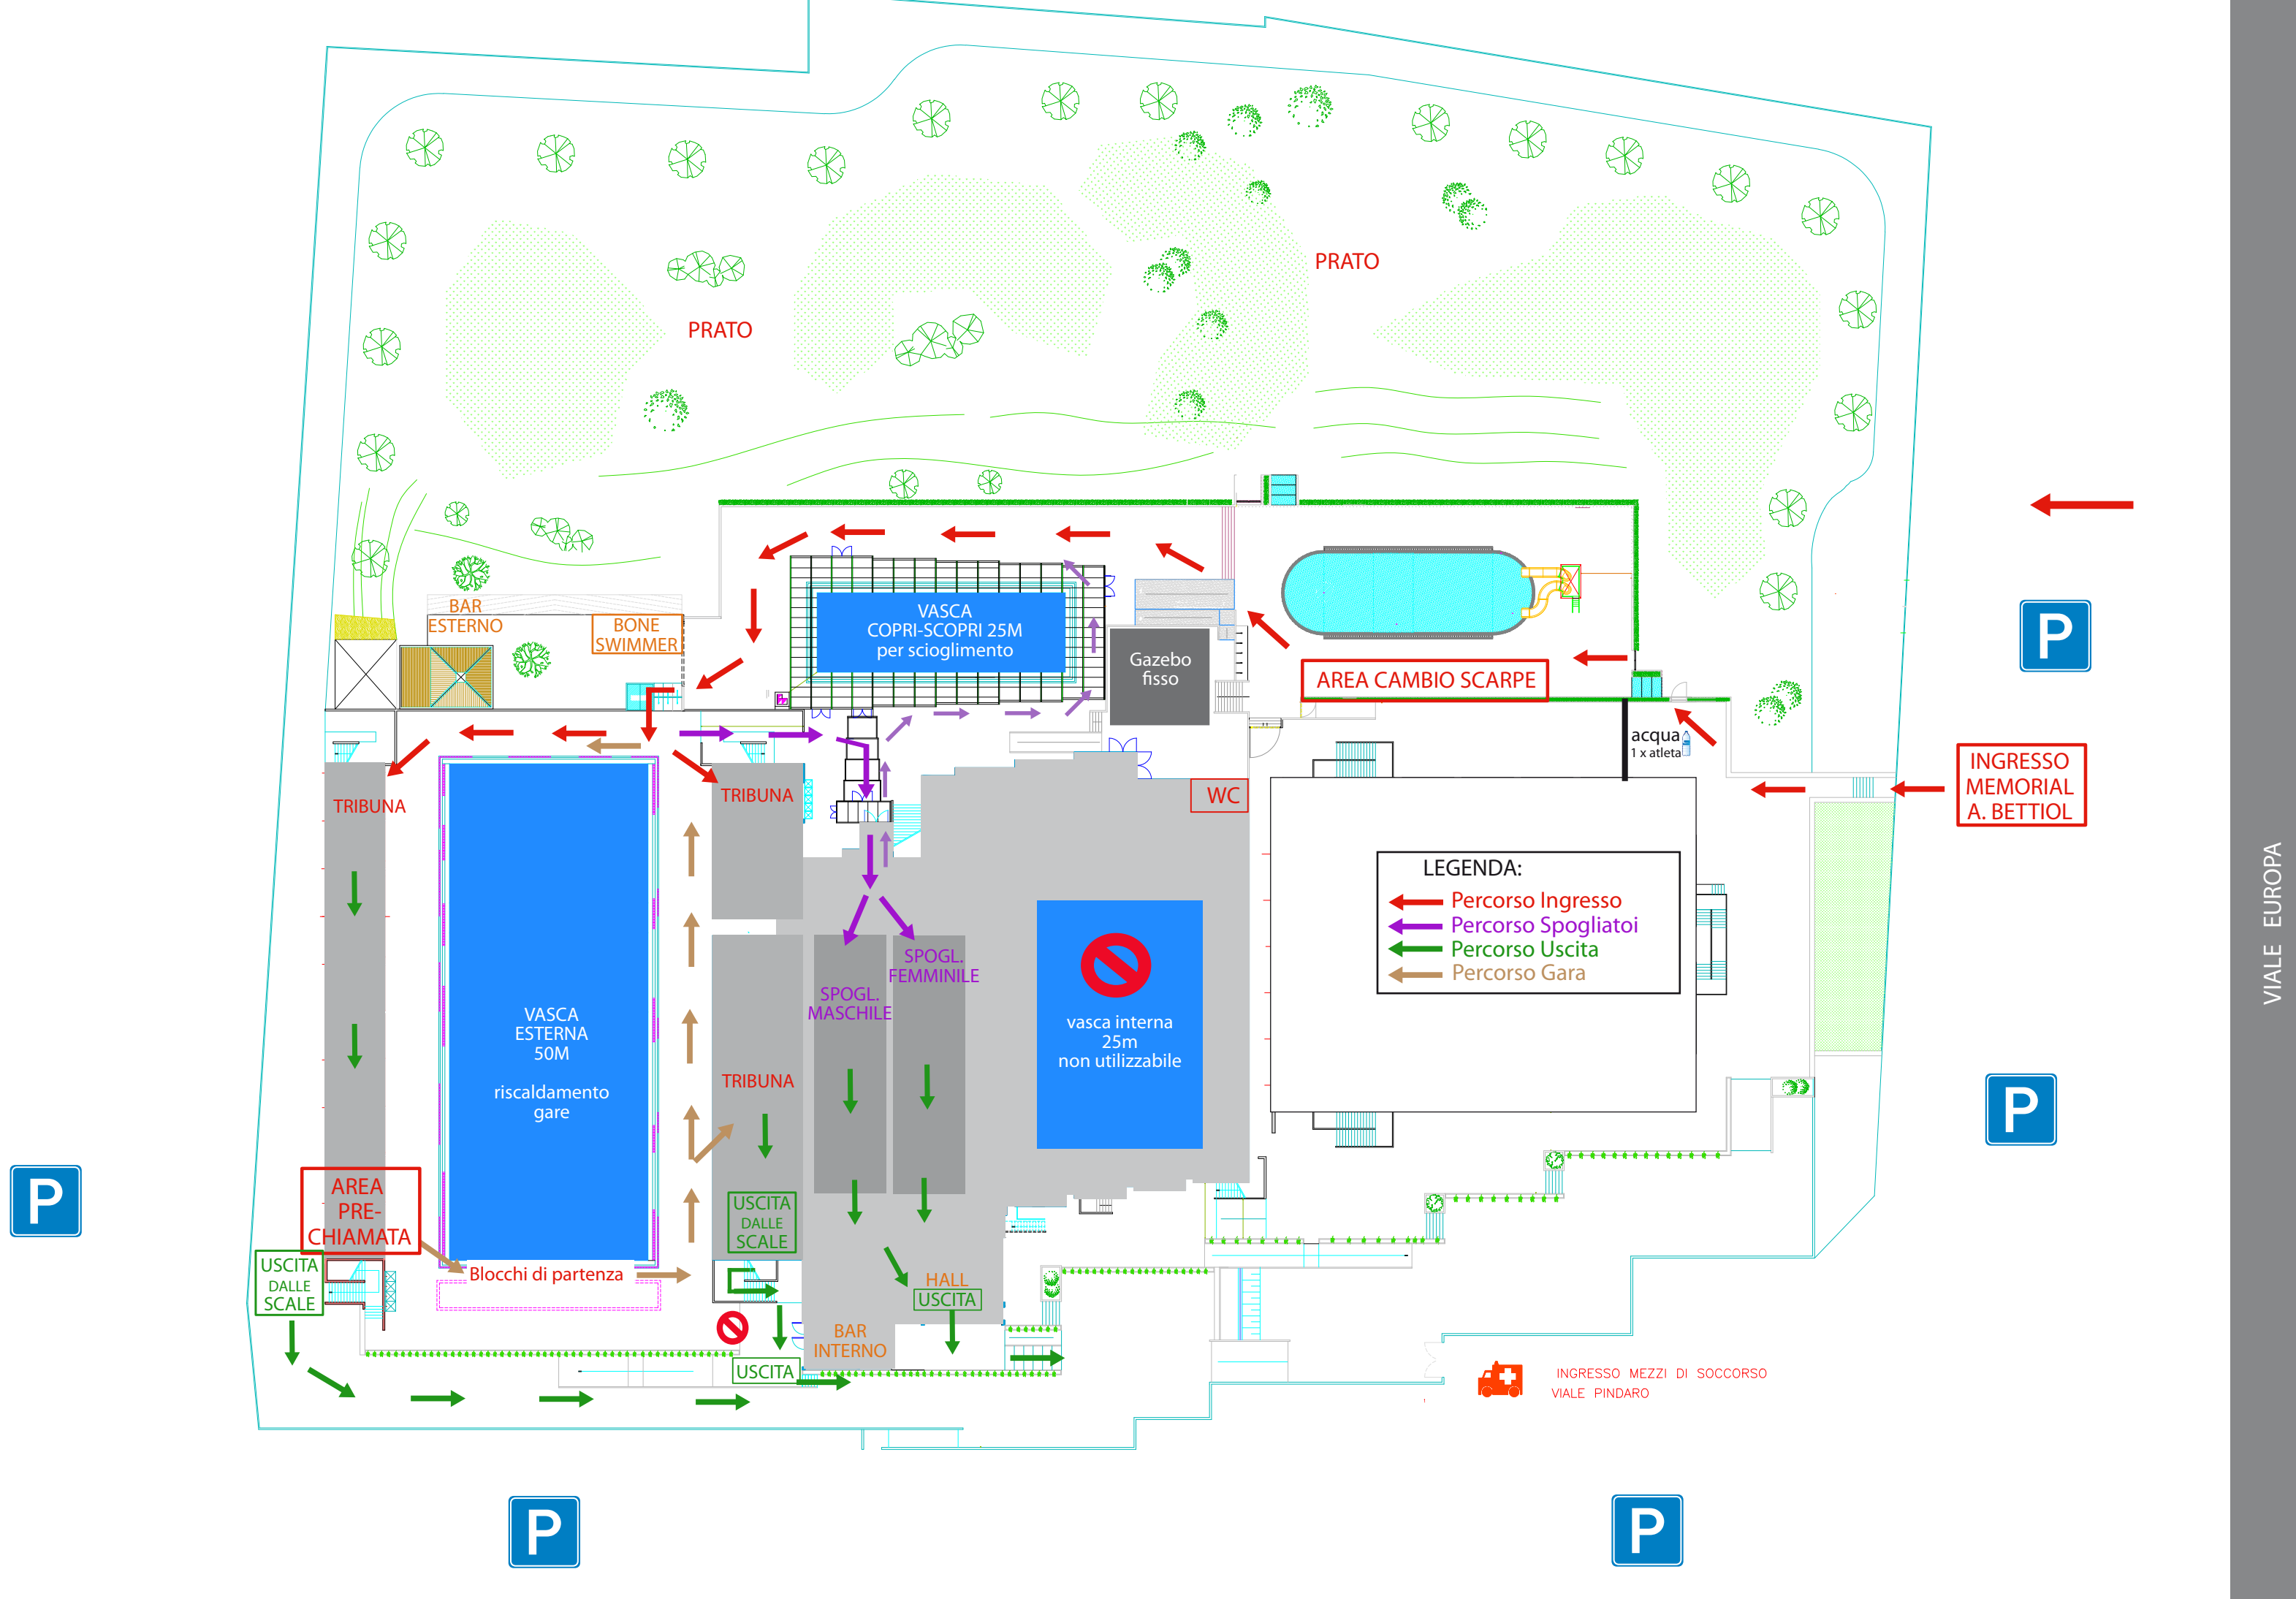 PRATO
PRATO
BAR
ESTERNO
BONE
SWIMMER
VASCA
COPRI-SCOPRI 25M
per scioglimento
Gazebo
fisso
AREA CAMBIO SCARPE
acqua
1 x atleta
INGRESSO
MEMORIAL
A. BETTIOL
TRIBUNA
TRIBUNA
WC
LEGENDA:
Percorso Ingresso
Percorso Spogliatoi
Percorso Uscita
Percorso Gara
VIALE EUROPA
SPOGL.
FEMMINILE
SPOGL.
MASCHILE
VASCA
ESTERNA
50M
riscaldamento
gare
vasca interna
25m
non utilizzabile
TRIBUNA
P
P
P
AREA
PRE-
CHIAMATA
USCITA
DALLE
SCALE
USCITA
DALLE
SCALE
Blocchi di partenza
HALL
USCITA
BAR
INTERNO
USCITA
INGRESSO MEZZI DI SOCCORSO
VIALE PINDARO
P
P